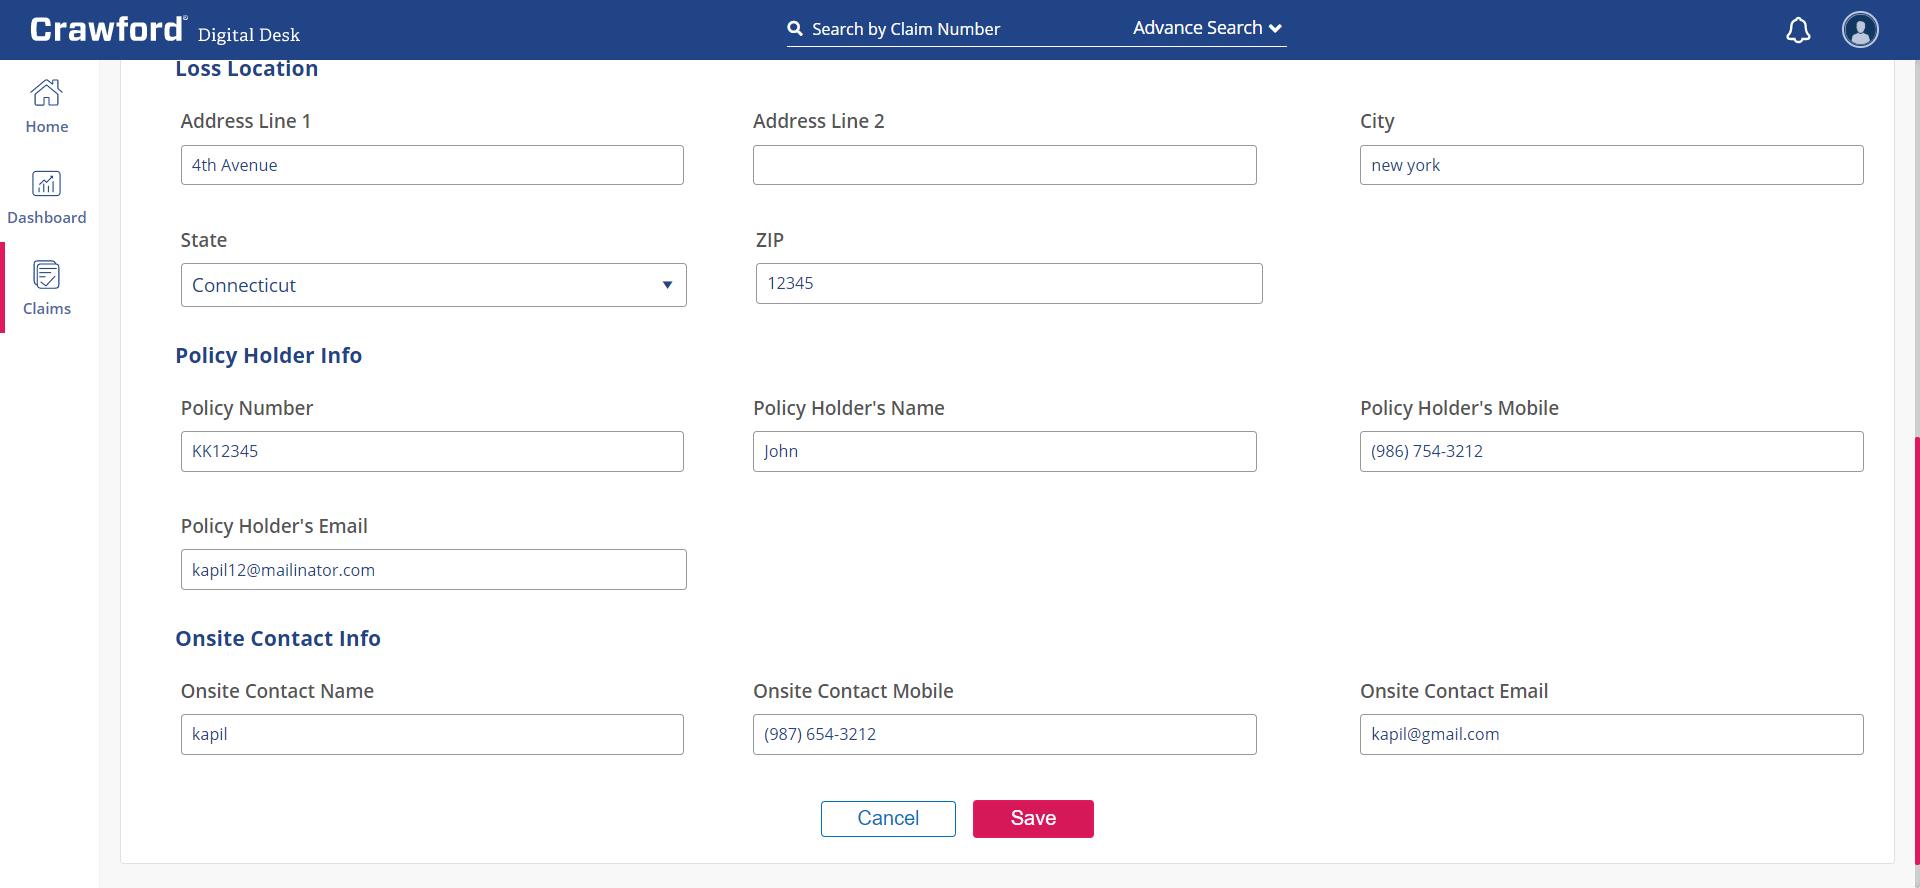 Crawford® Digital Desk
Search by Claim Number
Advance Search
Home
Dashboard
Claims
Loss Location
Address Line 1
4th Avenue
Address Line 2
City
new york
State
Connecticut
ZIP
12345
Policy Holder Info
Policy Number
KK12345
Policy Holder's Name
John
Policy Holder's Mobile
(986) 754-3212
Policy Holder's Email
kapil12@mailinator.com
Onsite Contact Info
Onsite Contact Name
kapil
Onsite Contact Mobile
(987) 654-3212
Onsite Contact Email
kapil@gmail.com
Cancel
Save